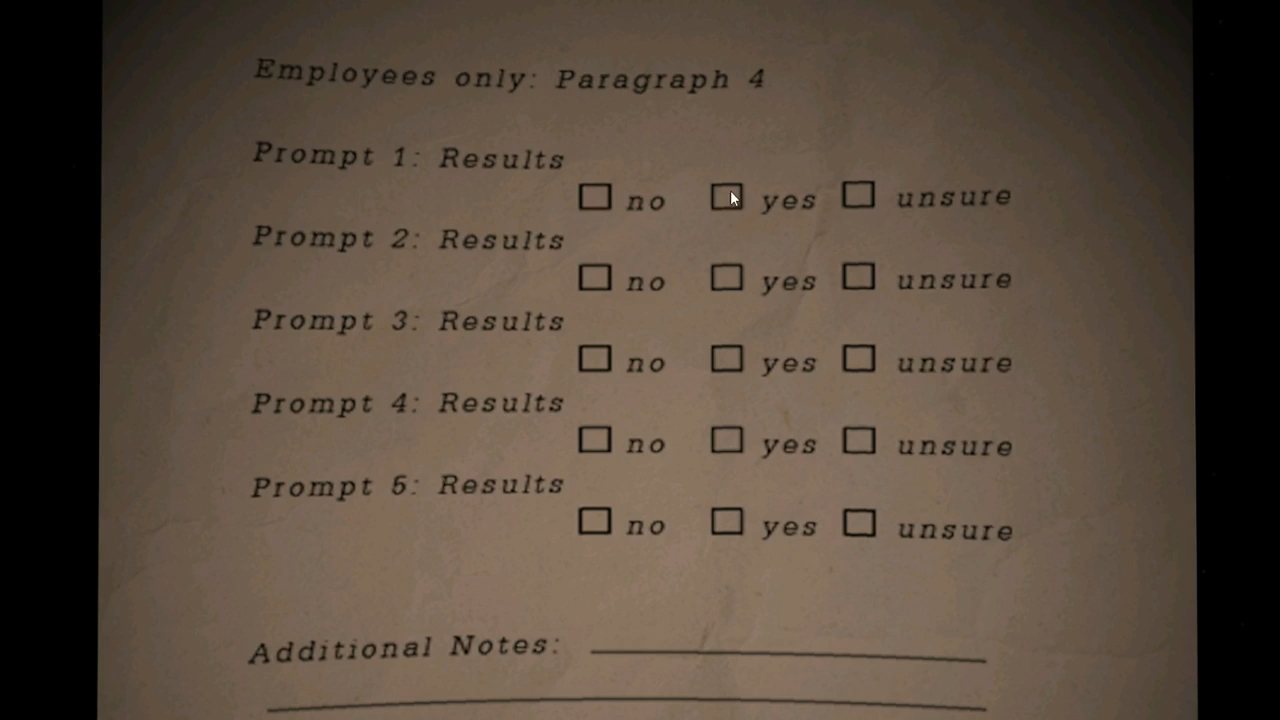 Employees only: Paragraph 4
Prompt 1: Results
no yes unsure
Prompt 2: Results
no yes unsure
Prompt 3: Results
no yes unsure
Prompt 4: Results
no yes unsure
Prompt 5: Results
no yes unsure
Additional Notes: